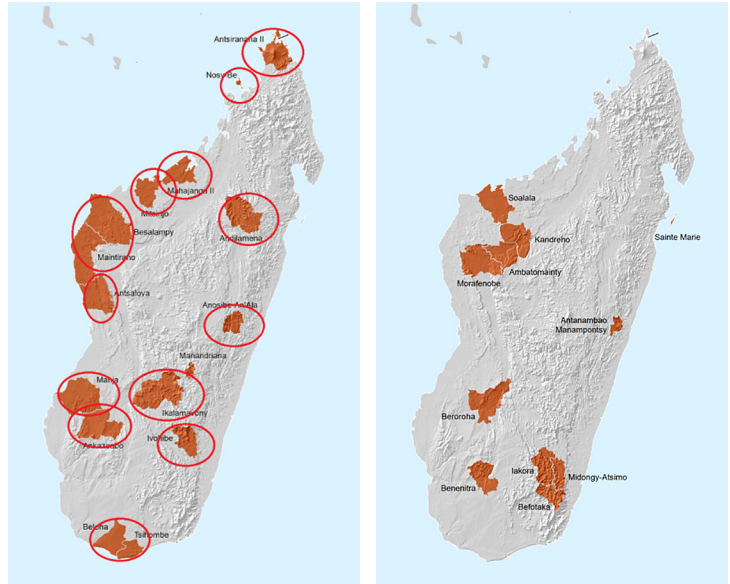 Antsiranana II
Nosy-Be
Mahajanga II
Mitsinjo
Besalampy
Andilamena
Maintirano
Antsalova
Anosibe-An'Ala
Manandriana
Manja
Ikalamavony
Ankazoabo
Ivohibe
Beloha
Tsihombe
Soalala
Sainte Marie
Kandreho
Ambatomainty
Morafenobe
Antanambao
Manampontsy
Beroroha
Iakora
Midongy-Atsimo
Benenitra
Befotaka